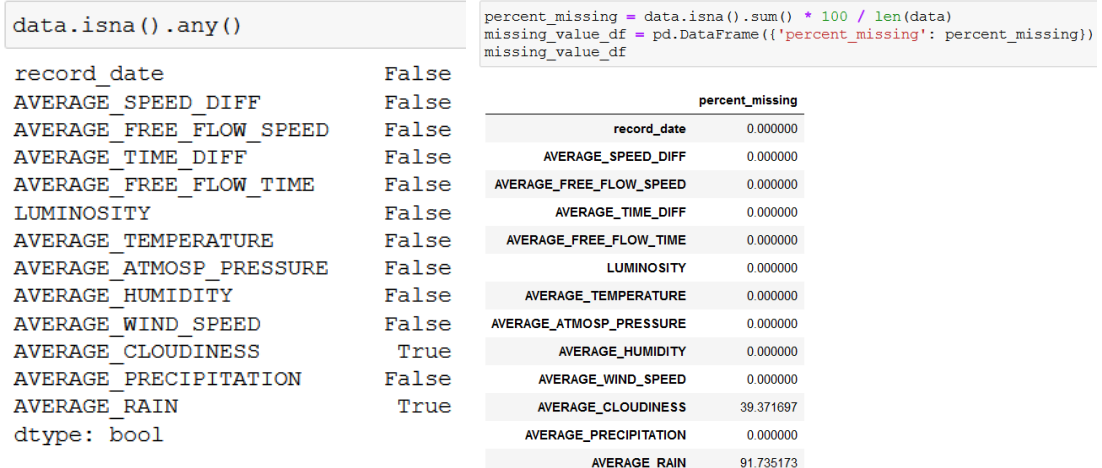 data.isna().any()
record_date False
AVERAGE_SPEED_DIFF False
AVERAGE_FREE_FLOW_SPEED False
AVERAGE_TIME_DIFF False
AVERAGE_FREE_FLOW_TIME False
LUMINOSITY False
AVERAGE_TEMPERATURE False
AVERAGE_ATMOSP_PRESSURE False
AVERAGE_HUMIDITY False
AVERAGE_WIND_SPEED False
AVERAGE_CLOUDINESS True
AVERAGE_PRECIPITATION False
AVERAGE_RAIN True
dtype: bool
percent_missing = data.isna().sum() * 100 / len(data)
missing_value_df = pd.DataFrame({'percent_missing': percent_missing})
missing_value_df
percent_missing
record_date 0.000000
AVERAGE_SPEED_DIFF 0.000000
AVERAGE_FREE_FLOW_SPEED 0.000000
AVERAGE_TIME_DIFF 0.000000
AVERAGE_FREE_FLOW_TIME 0.000000
LUMINOSITY 0.000000
AVERAGE_TEMPERATURE 0.000000
AVERAGE_ATMOSP_PRESSURE 0.000000
AVERAGE_HUMIDITY 0.000000
AVERAGE_WIND_SPEED 0.000000
AVERAGE_CLOUDINESS 39.371697
AVERAGE_PRECIPITATION 0.000000
AVERAGE_RAIN 91.735173